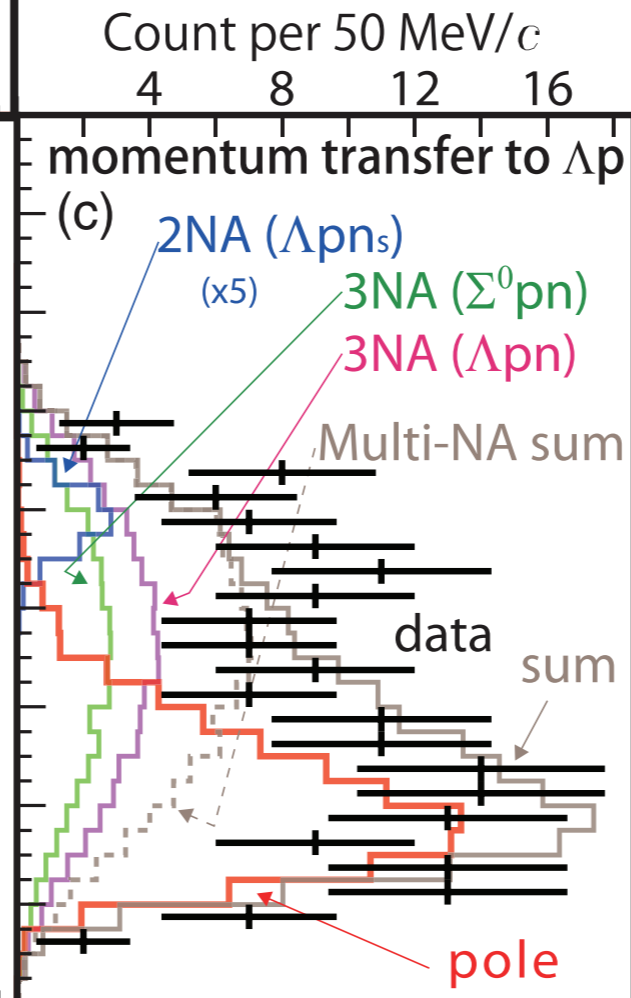 Count per 50 MeV/c
4 8 12 16
momentum transfer to Λp
(c)
2NA (Λpnₛ)
(x5)
3NA (Σ⁰pn)
3NA (Λpn)
Multi-NA sum
data
sum
pole